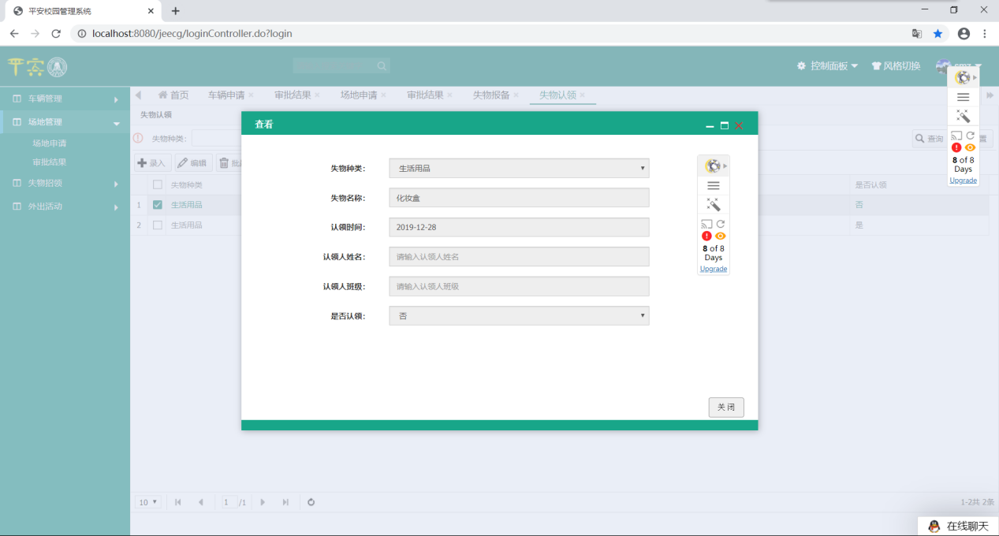 平安校园管理系统
localhost:8080/jeecg/loginController.do?login
平安
控制面板
风格切换
车辆管理
场地管理
场地申请
审批结果
失物招领
外出活动
首页 车辆申请 审批结果 场地申请 审批结果 失物报备 失物认领
失物认领
失物种类:
查询
置
录入 编辑 批
失物种类 是否认领
1 生活用品 否
2 生活用品 是
查看
失物种类: 生活用品
失物名称: 化妆盒
认领时间: 2019-12-28
认领人姓名: 请输入认领人姓名
认领人班级: 请输入认领人班级
是否认领: 否
8 of 8
Days
Upgrade
8 of 8
Days
Upgrade
关闭
10 1 /1 1-2共 2条
在线聊天